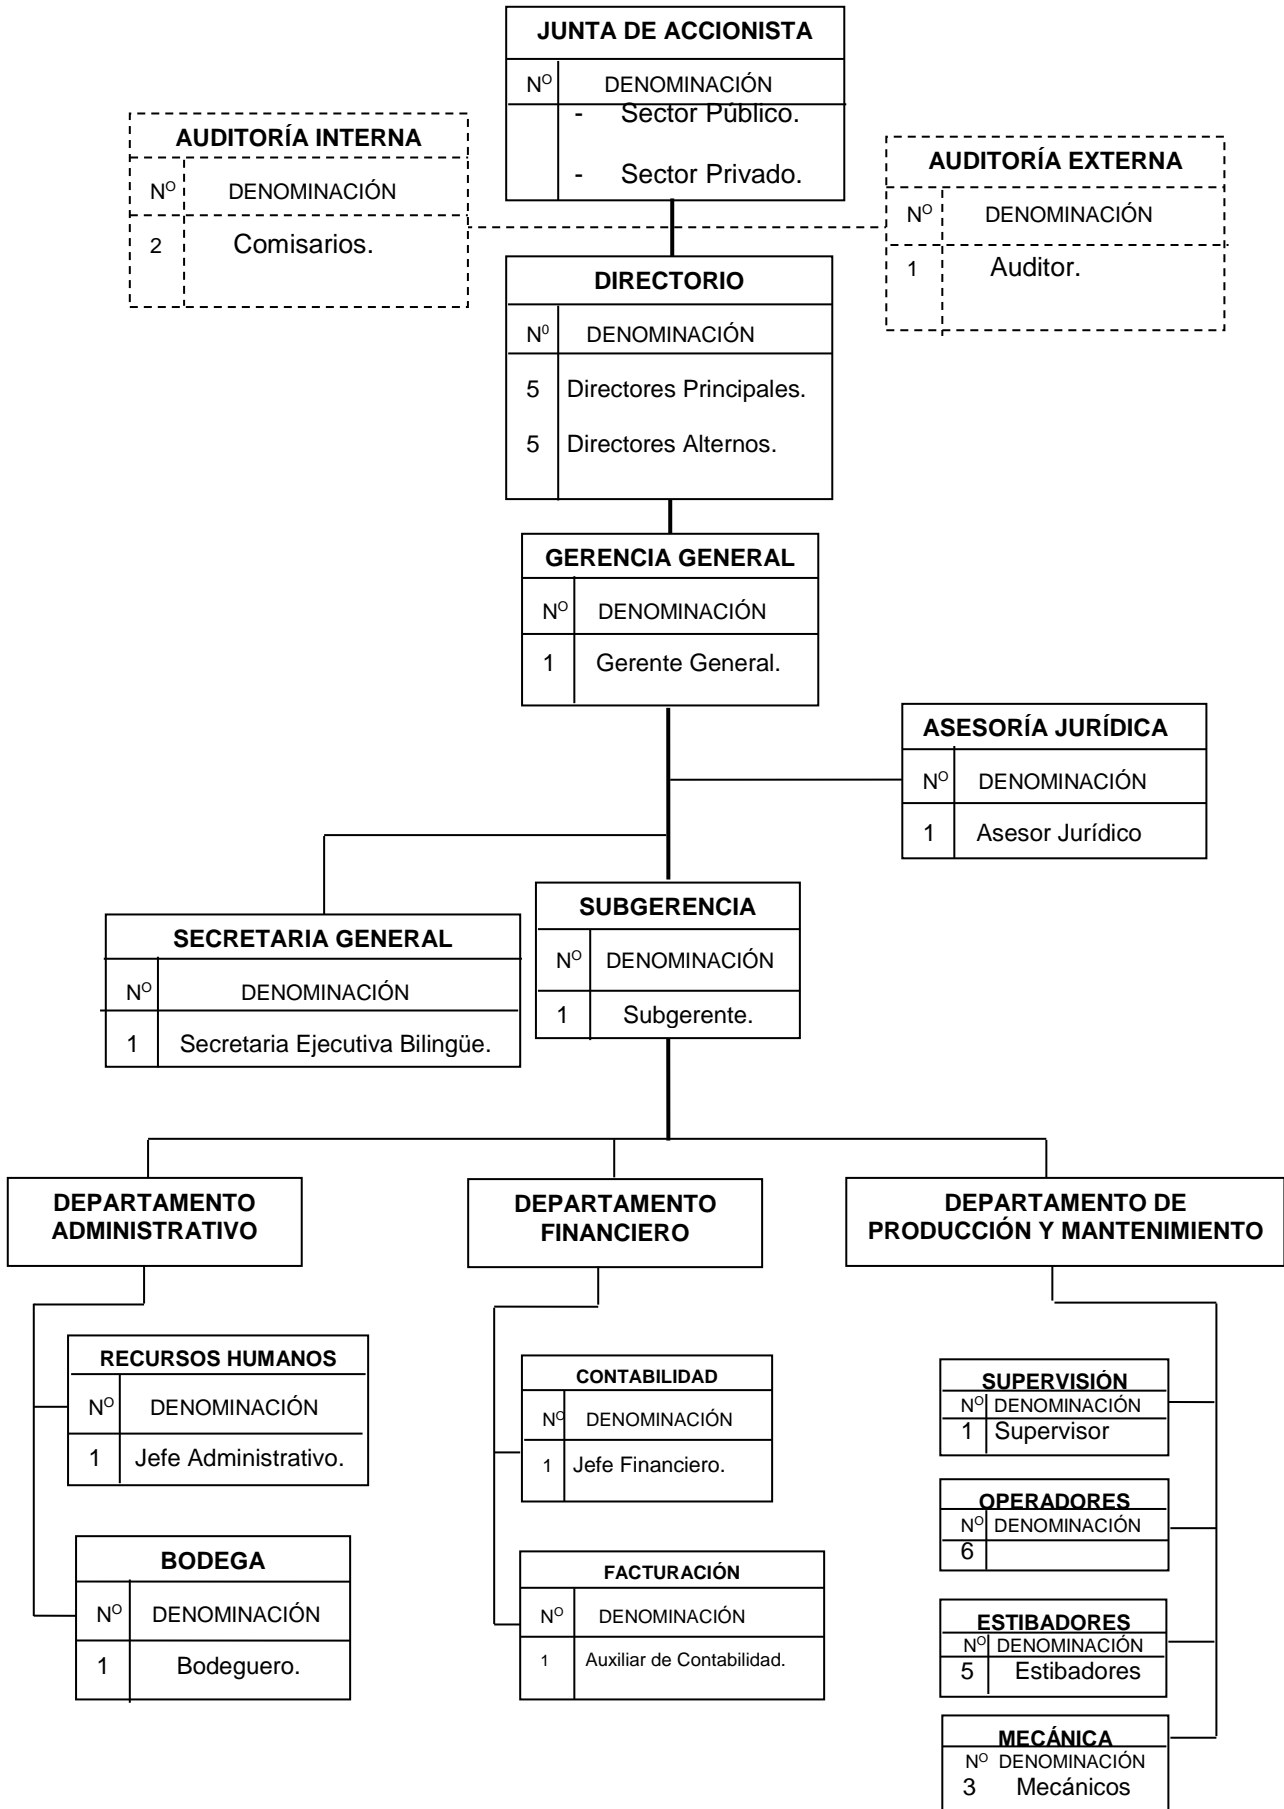 JUNTA DE ACCIONISTA
Nº DENOMINACIÓN
- Sector Público.
- Sector Privado.
AUDITORÍA INTERNA
Nº DENOMINACIÓN
2 Comisarios.
AUDITORÍA EXTERNA
Nº DENOMINACIÓN
1 Auditor.
DIRECTORIO
Nº DENOMINACIÓN
5 Directores Principales.
5 Directores Alternos.
GERENCIA GENERAL
Nº DENOMINACIÓN
1 Gerente General.
ASESORÍA JURÍDICA
Nº DENOMINACIÓN
1 Asesor Jurídico
SECRETARIA GENERAL
Nº DENOMINACIÓN
1 Secretaria Ejecutiva Bilingüe.
SUBGERENCIA
Nº DENOMINACIÓN
1 Subgerente.
DEPARTAMENTO
ADMINISTRATIVO
RECURSOS HUMANOS
Nº DENOMINACIÓN
1 Jefe Administrativo.
BODEGA
Nº DENOMINACIÓN
1 Bodeguero.
DEPARTAMENTO
FINANCIERO
CONTABILIDAD
Nº DENOMINACIÓN
1 Jefe Financiero.
FACTURACIÓN
Nº DENOMINACIÓN
1 Auxiliar de Contabilidad.
DEPARTAMENTO DE
PRODUCCIÓN Y MANTENIMIENTO
SUPERVISIÓN
Nº DENOMINACIÓN
1 Supervisor
OPERADORES
Nº DENOMINACIÓN
6
ESTIBADORES
Nº DENOMINACIÓN
5 Estibadores
MECÁNICA
Nº DENOMINACIÓN
3 Mecánicos